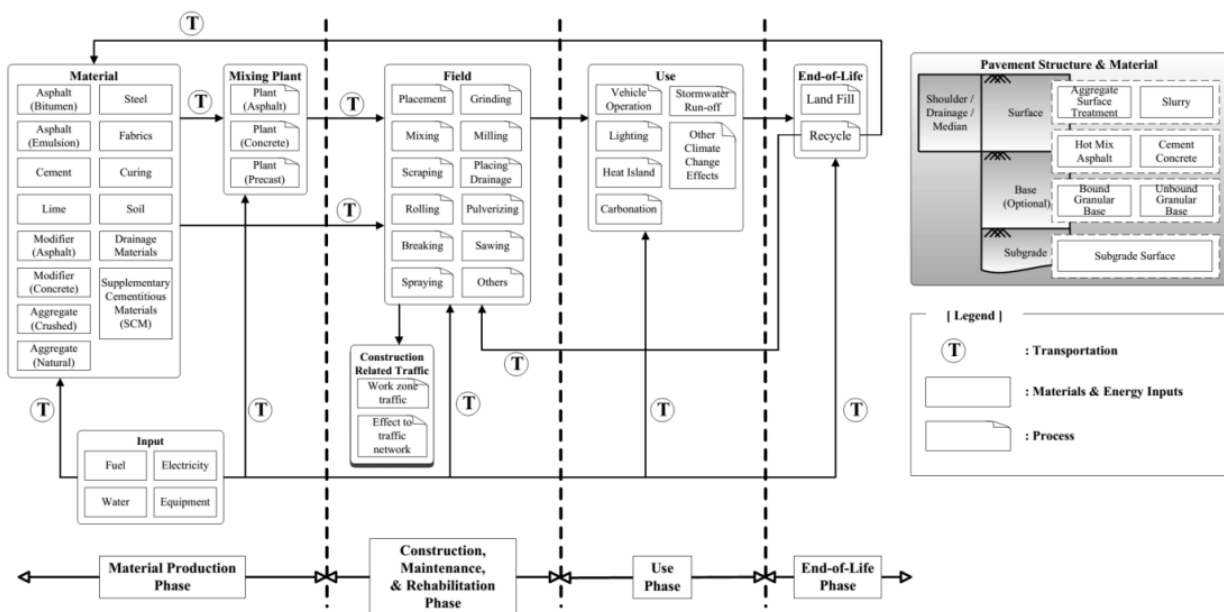 T
Material
Asphalt
(Bitumen)
Steel
Asphalt
(Emulsion)
Fabrics
Cement
Curing
Lime
Soil
Modifier
(Asphalt)
Drainage
Materials
Modifier
(Concrete)
Supplementary
Cementitious
Materials
(SCM)
Aggregate
(Crushed)
Aggregate
(Natural)
T
T
Mixing Plant
Plant
(Asphalt)
Plant
(Concrete)
Plant
(Precast)
T
Field
Placement
Grinding
Mixing
Milling
Scraping
Placing
Drainage
Rolling
Pulverizing
Breaking
Sawing
Spraying
Others
Construction
Related Traffic
Work zone
traffic
Effect to
traffic
network
Use
Vehicle
Operation
Stormwater
Run-off
Lighting
Other
Climate
Change
Effects
Heat Island
Carbonation
End-of-Life
Land Fill
Recycle
T
T
T
T
T
T
Input
Fuel
Electricity
Water
Equipment
Material Production
Phase
Construction,
Maintenance,
& Rehabilitation
Phase
Use
Phase
End-of-Life
Phase
Pavement Structure & Material
Shoulder /
Drainage /
Median
Surface
Aggregate
Surface
Treatment
Slurry
Hot Mix
Asphalt
Cement
Concrete
Base
(Optional)
Bound
Granular
Base
Unbound
Granular
Base
Subgrade
Subgrade Surface
[ Legend ]
T
: Transportation
: Materials & Energy Inputs
: Process